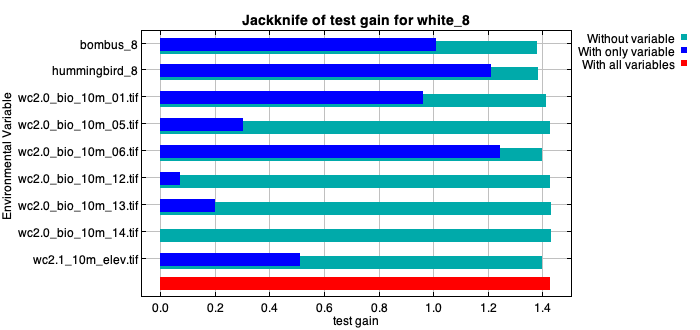 Jackknife of test gain for white_8
Without variable
With only variable
With all variables
Environmental Variable
bombus_8
hummingbird_8
wc2.0_bio_10m_01.tif
wc2.0_bio_10m_05.tif
wc2.0_bio_10m_06.tif
wc2.0_bio_10m_12.tif
wc2.0_bio_10m_13.tif
wc2.0_bio_10m_14.tif
wc2.1_10m_elev.tif
0.0 0.2 0.4 0.6 0.8 1.0 1.2 1.4
test gain